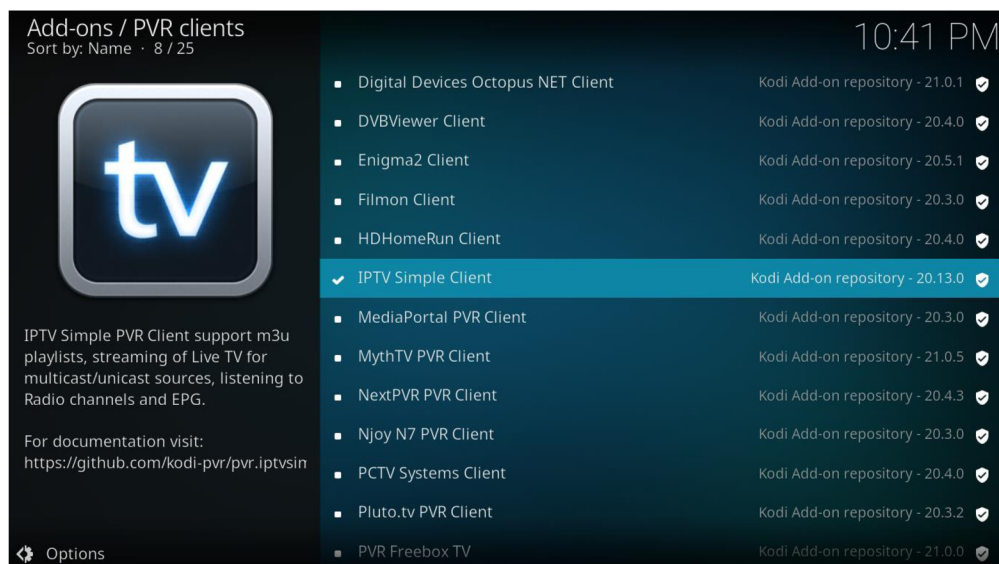 Add-ons / PVR clients
Sort by: Name · 8 / 25
10:41 PM
tv
IPTV Simple PVR Client support m3u
playlists, streaming of Live TV for
multicast/unicast sources, listening to
Radio channels and EPG.
For documentation visit:
https://github.com/kodi-pvr/pvr.iptvsim
Options
Digital Devices Octopus NET Client Kodi Add-on repository - 21.0.1
DVBViewer Client Kodi Add-on repository - 20.4.0
Enigma2 Client Kodi Add-on repository - 20.5.1
Filmon Client Kodi Add-on repository - 20.3.0
HDHomeRun Client Kodi Add-on repository - 20.4.0
IPTV Simple Client Kodi Add-on repository - 20.13.0
MediaPortal PVR Client Kodi Add-on repository - 20.3.0
MythTV PVR Client Kodi Add-on repository - 21.0.5
NextPVR PVR Client Kodi Add-on repository - 20.4.3
Njoy N7 PVR Client Kodi Add-on repository - 20.3.0
PCTV Systems Client Kodi Add-on repository - 20.4.0
Pluto.tv PVR Client Kodi Add-on repository - 20.3.2
PVR Freebox TV Kodi Add-on repository - 21.0.0